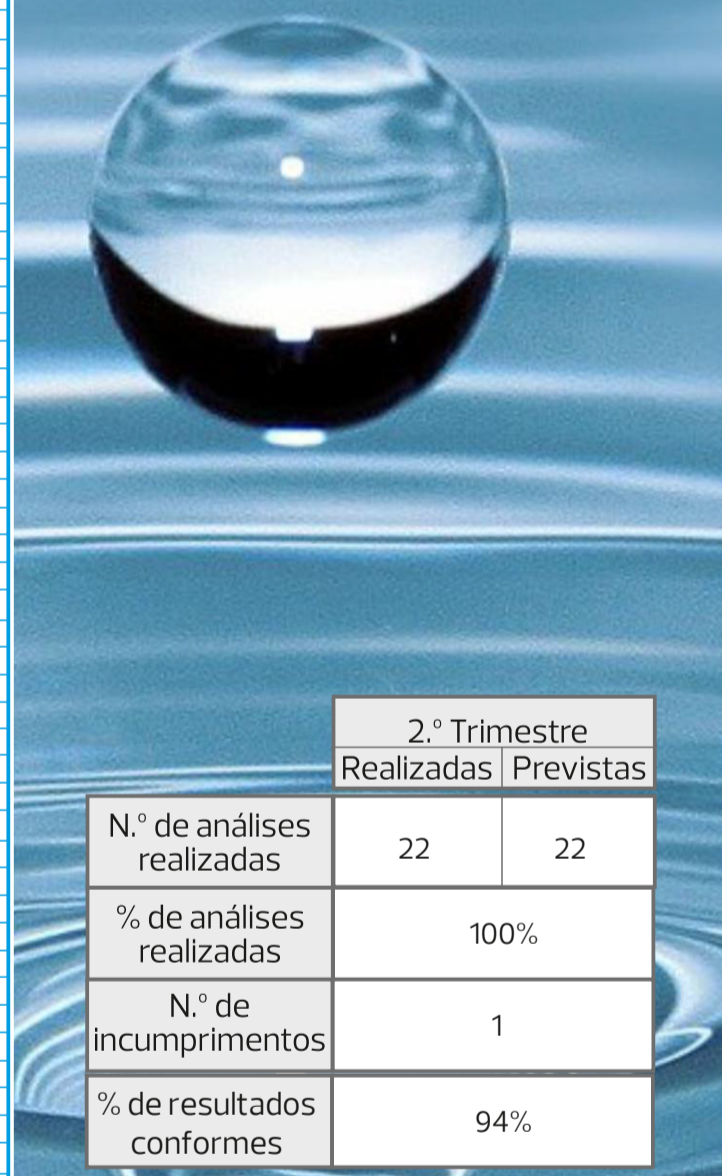 2.º Trimestre
Realizadas Previstas
N.º de análises
realizadas
22 22
% de análises
realizadas
100%
N.º de
incumprimentos
1
% de resultados
conformes
94%